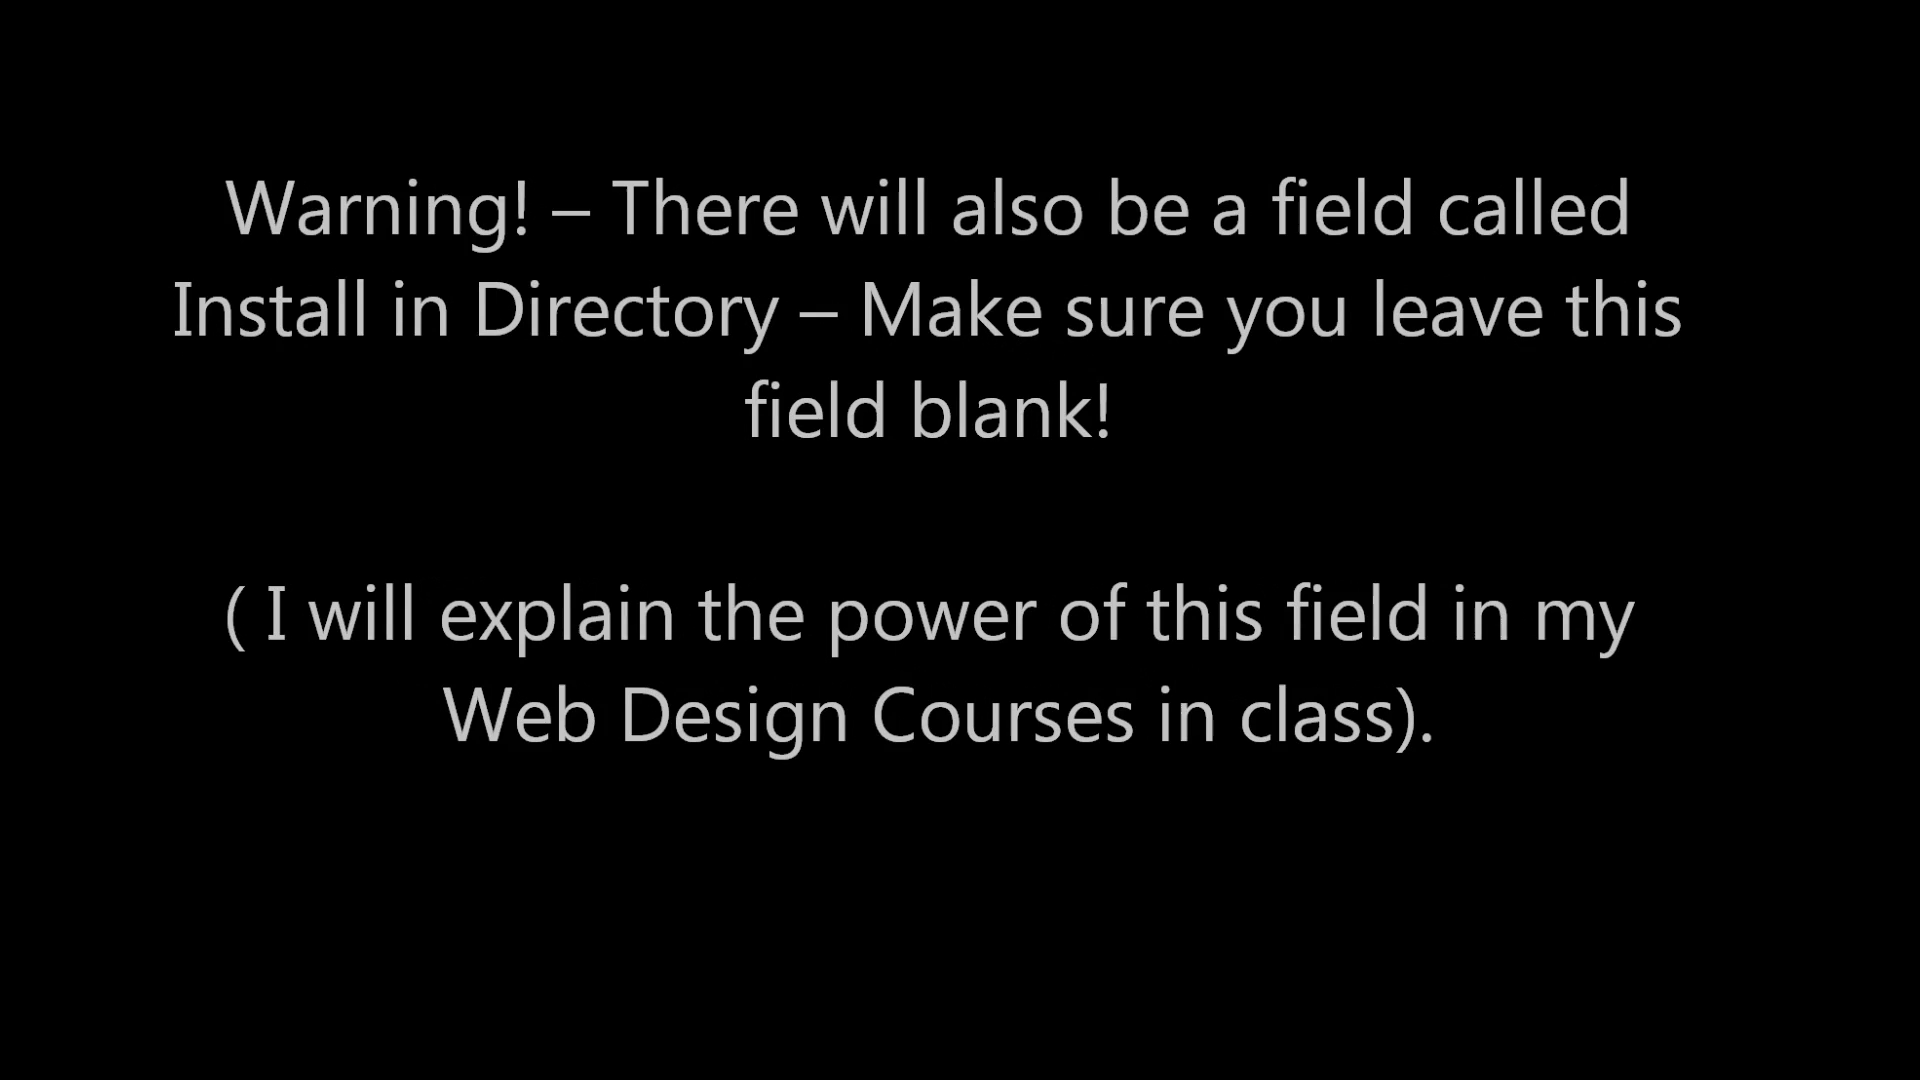 Warning! – There will also be a field called
Install in Directory – Make sure you leave this
field blank!
( I will explain the power of this field in my
Web Design Courses in class).